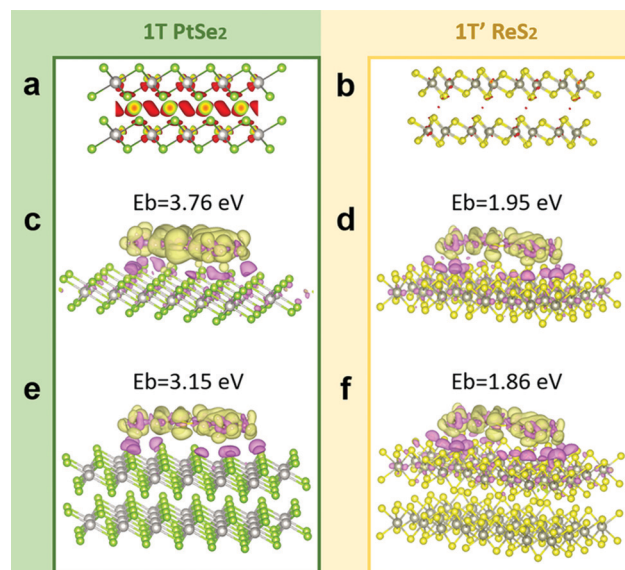 1T PtSe2
1T’ ReS2
a
b
Eb=3.76 eV
Eb=1.95 eV
c
d
Eb=3.15 eV
Eb=1.86 eV
e
f